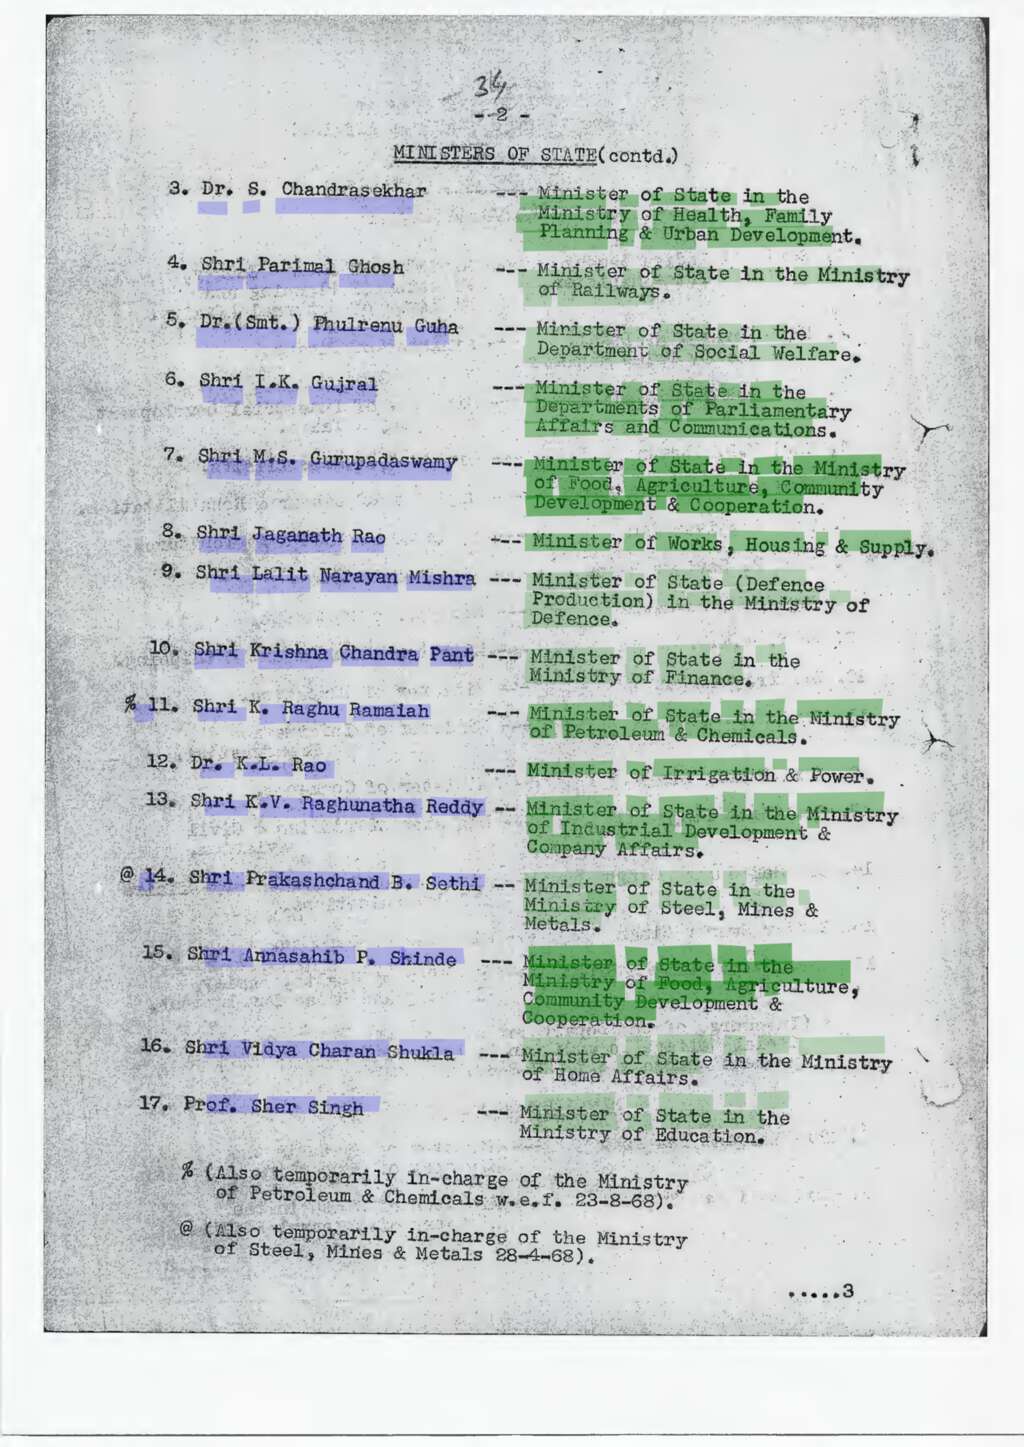 34
- 2 -
MINISTERS OF STATE(contd.)
3. Dr. S. Chandrasekhar --- Minister of State in the
Ministry of Health, Family
Planning & Urban Development.
4. Shri Parimal Ghosh --- Minister of State in the Ministry
of Railways.
5. Dr.(Smt.) Phulrenu Guha --- Minister of State in the
Department of Social Welfare.
6. Shri I.K. Gujral --- Minister of State in the
Departments of Parliamentary
Affairs and Communications.
7. Shri M.S. Gurupadaswamy --- Minister of State in the Ministry
of Food, Agriculture, Community
Development & Cooperation.
8. Shri Jaganath Rao --- Minister of Works, Housing & Supply.
9. Shri Lalit Narayan Mishra --- Minister of State (Defence
Production) in the Ministry of
Defence.
10. Shri Krishna Chandra Pant --- Minister of State in the
Ministry of Finance.
% 11. Shri K. Raghu Ramaiah --- Minister of State in the Ministry
of Petroleum & Chemicals.
12. Dr. K.L. Rao --- Minister of Irrigation & Power.
13. Shri K.V. Raghunatha Reddy -- Minister of State in the Ministry
of Industrial Development &
Company Affairs.
@ 14. Shri Prakashchand B. Sethi -- Minister of State in the
Ministry of Steel, Mines &
Metals.
15. Shri Annasahib P. Shinde --- Minister of State in the
Ministry of Food, Agriculture,
Community Development &
Cooperation.
16. Shri Vidya Charan Shukla --- Minister of State in the Ministry
of Home Affairs.
17. Prof. Sher Singh --- Minister of State in the
Ministry of Education.
% (Also temporarily in-charge of the Ministry
of Petroleum & Chemicals w.e.f. 23-8-68).
@ (Also temporarily in-charge of the Ministry
of Steel, Mines & Metals 28-4-68).
.....3